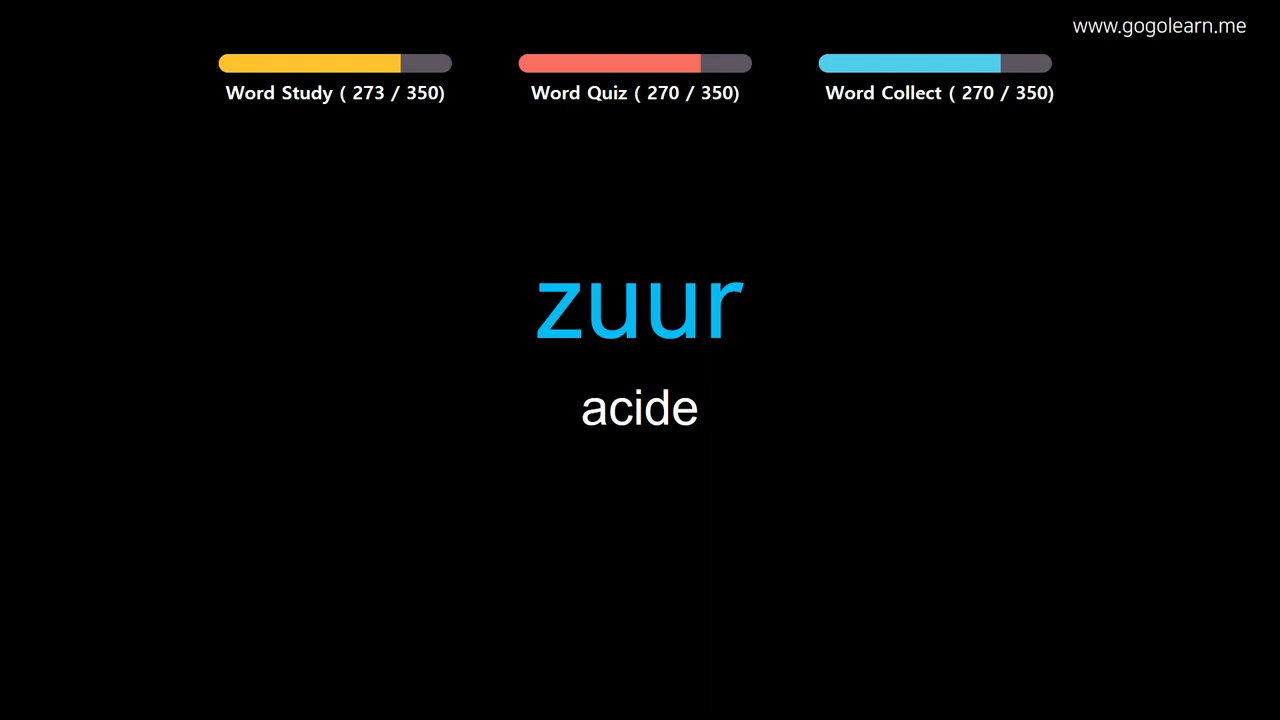 www.gogolearn.me
Word Study ( 273 / 350)
Word Quiz ( 270 / 350)
Word Collect ( 270 / 350)
zuur
acide